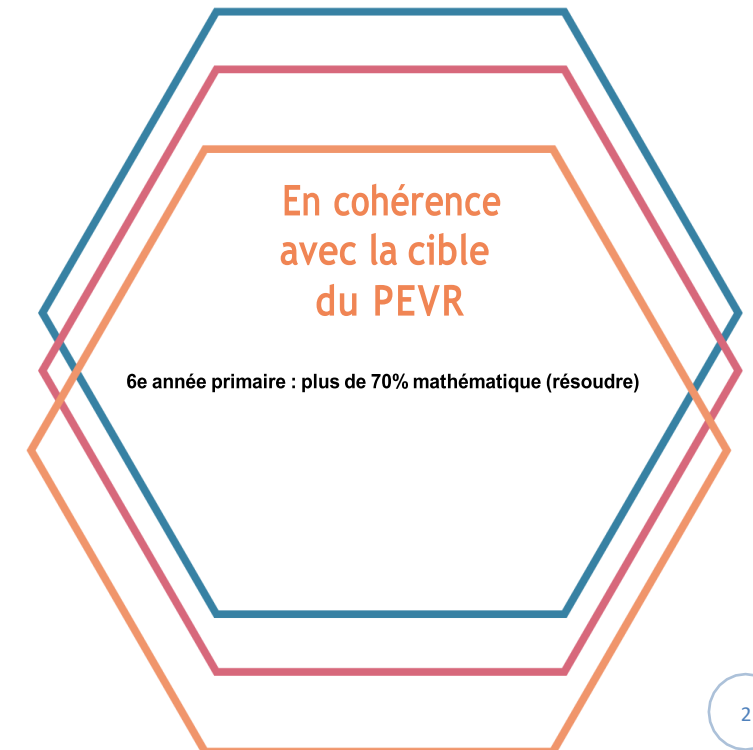 En cohérence
avec la cible
du PEVR
6e année primaire : plus de 70% mathématique (résoudre)
2